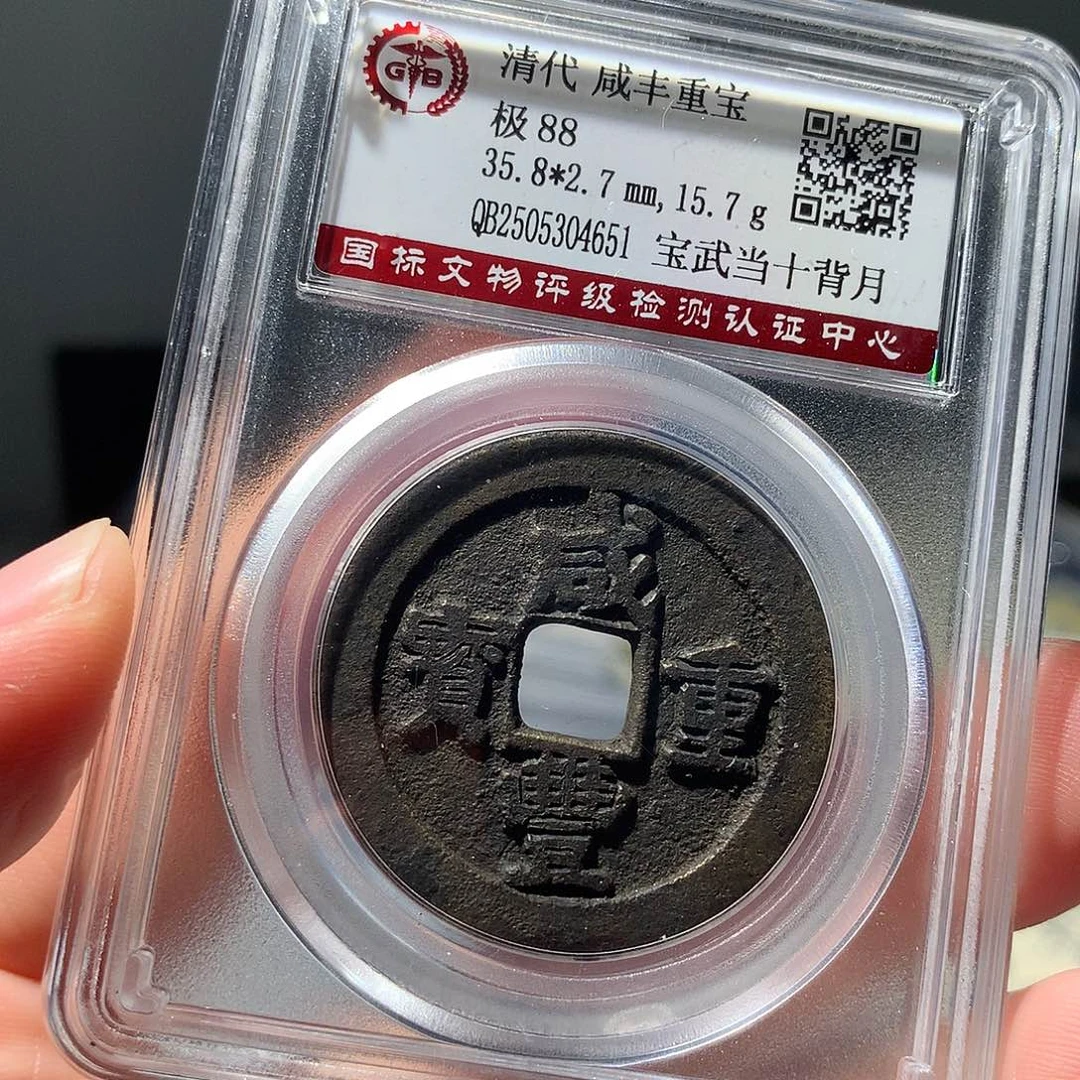 GB
清代 咸丰重宝
极 88
35.8*2.7 mm, 15.7 g
QB2505304651 宝武当十背月
国标文物评级检测认证中心
咸
寶 重
豐